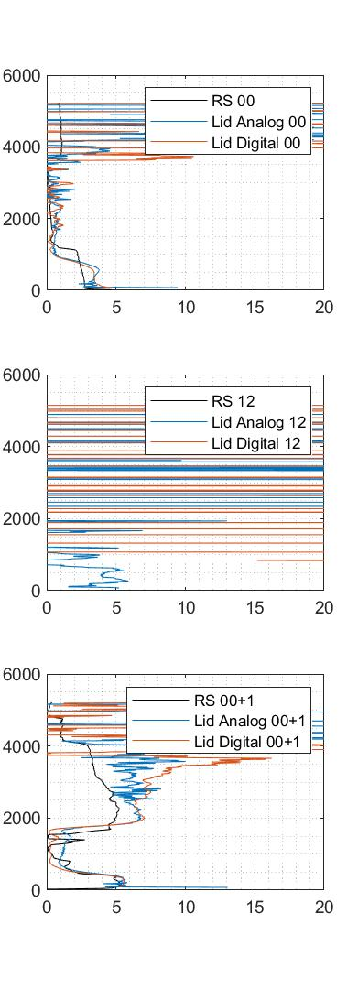 6000
4000
2000
0
RS 00
Lid Analog 00
Lid Digital 00
0 5 10 15 20
6000
4000
2000
0
RS 12
Lid Analog 12
Lid Digital 12
0 5 10 15 20
6000
4000
2000
0
RS 00+1
Lid Analog 00+1
Lid Digital 00+1
0 5 10 15 20